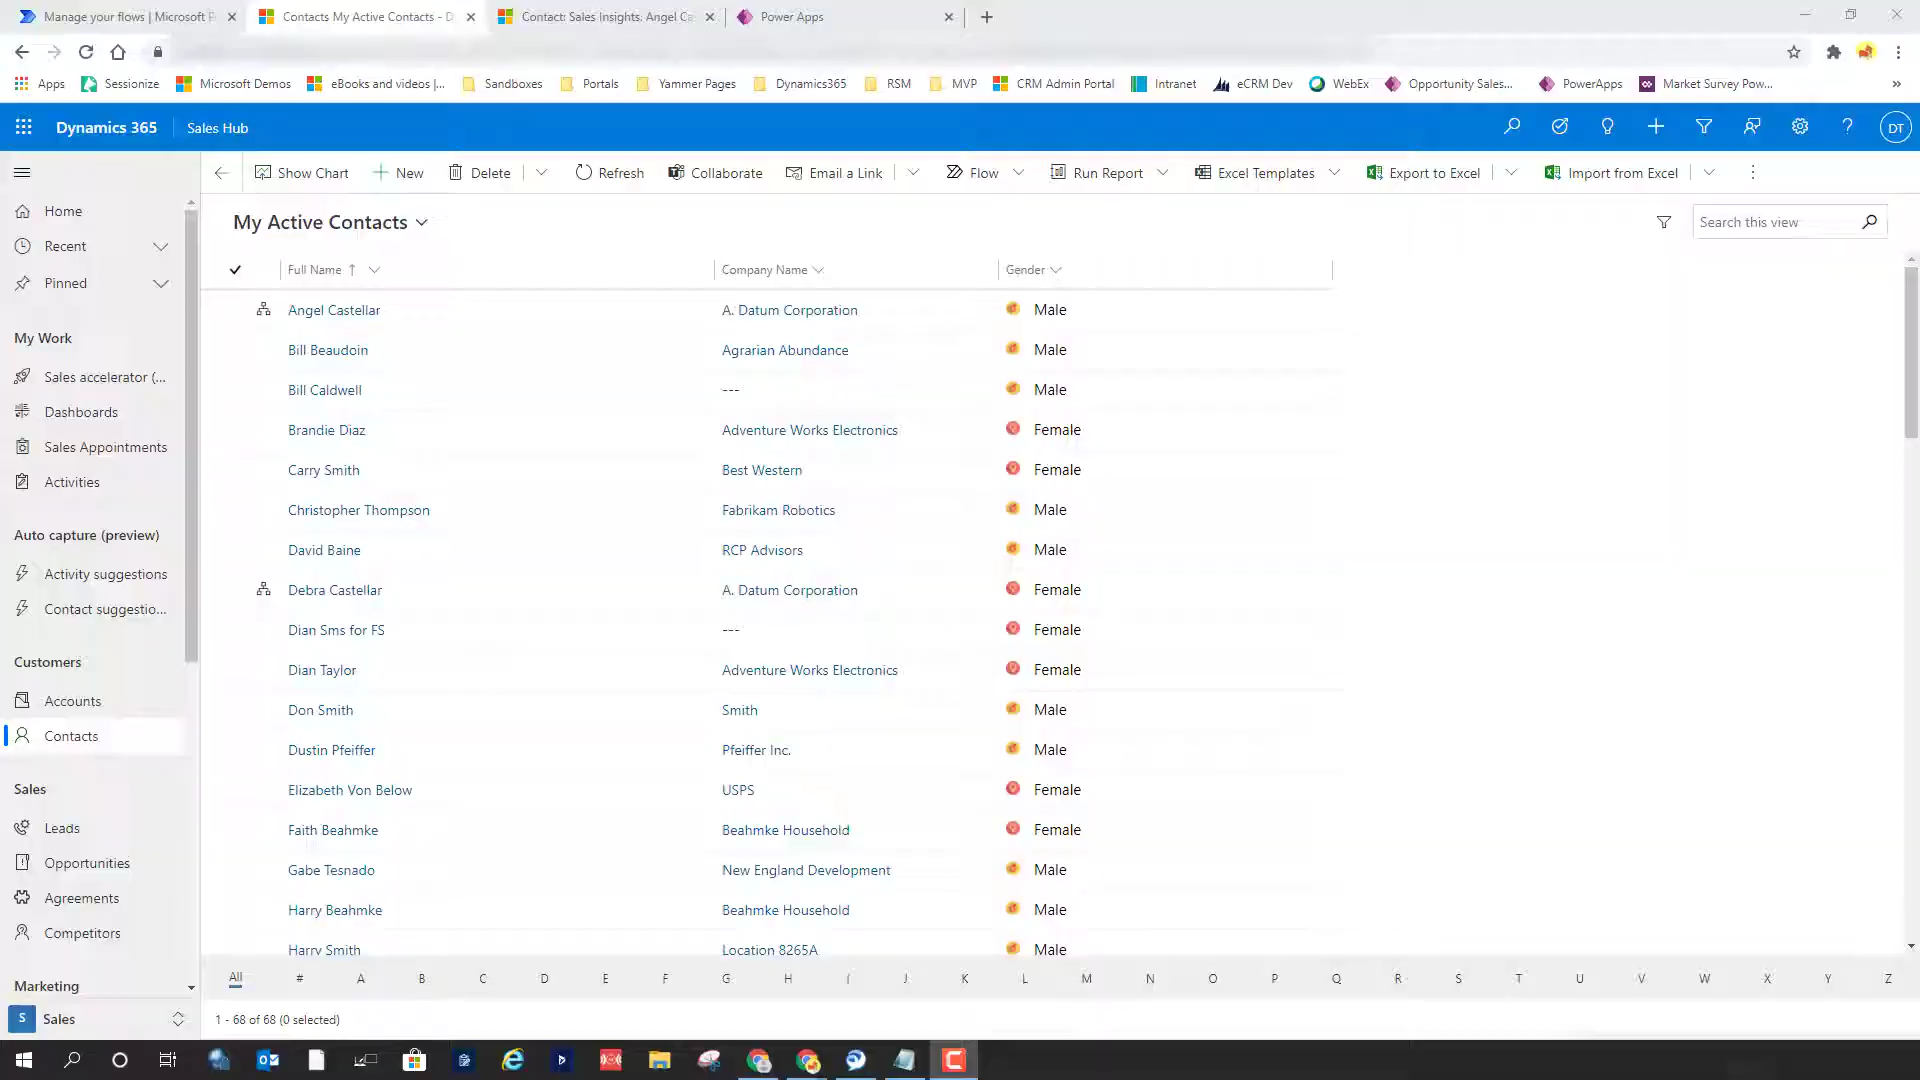 Manage your flows | Microsoft P
Contacts My Active Contacts - D
Contact: Sales Insights: Angel Ca
Power Apps
Apps
Sessionize
Microsoft Demos
eBooks and videos |...
Sandboxes
Portals
Yammer Pages
Dynamics365
RSM
MVP
CRM Admin Portal
Intranet
eCRM Dev
WebEx
Opportunity Sales...
PowerApps
Market Survey Pow...
Dynamics 365
Sales Hub
DT
Show Chart
New
Delete
Refresh
Collaborate
Email a Link
Flow
Run Report
Excel Templates
Export to Excel
Import from Excel
Home
Recent
Pinned
My Work
Sales accelerator (...
Dashboards
Sales Appointments
Activities
Auto capture (preview)
Activity suggestions
Contact suggestio...
Customers
Accounts
Contacts
Sales
Leads
Opportunities
Agreements
Competitors
Marketing
S Sales
My Active Contacts
Search this view
Full Name Company Name Gender
Angel Castellar A. Datum Corporation Male
Bill Beaudoin Agrarian Abundance Male
Bill Caldwell --- Male
Brandie Diaz Adventure Works Electronics Female
Carry Smith Best Western Female
Christopher Thompson Fabrikam Robotics Male
David Baine RCP Advisors Male
Debra Castellar A. Datum Corporation Female
Dian Sms for FS --- Female
Dian Taylor Adventure Works Electronics Female
Don Smith Smith Male
Dustin Pfeiffer Pfeiffer Inc. Male
Elizabeth Von Below USPS Female
Faith Beahmke Beahmke Household Female
Gabe Tesnado New England Development Male
Harry Beahmke Beahmke Household Male
Harry Smith Location 8265A Male
All # A B C D E F G H I J K L M N O P Q R S T U V W X Y Z
1 - 68 of 68 (0 selected)